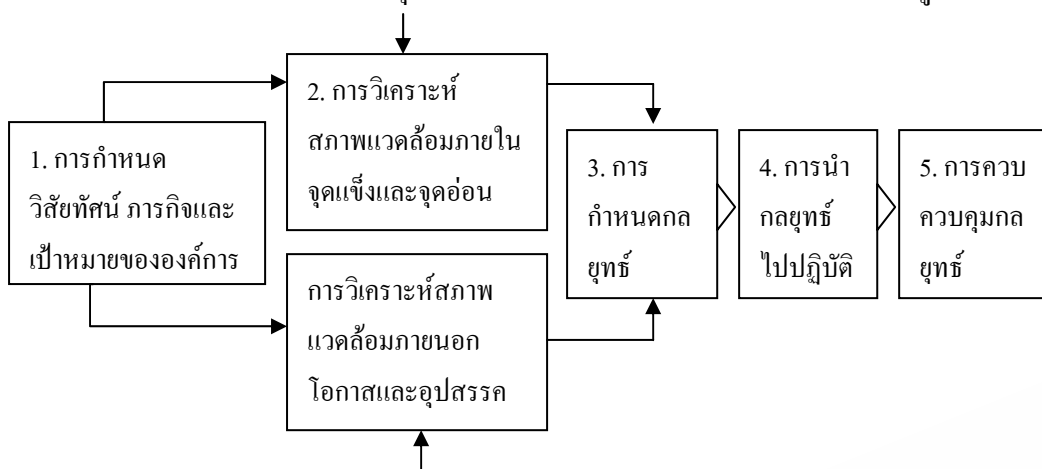 1. การกำหนด
วิสัยทัศน์ ภารกิจและ
เป้าหมายขององค์การ
2. การวิเคราะห์
สภาพแวดล้อมภายใน
จุดแข็งและจุดอ่อน
การวิเคราะห์สภาพ
แวดล้อมภายนอก
โอกาสและอุปสรรค
3. การ
กำหนดกล
ยุทธ์
4. การนำ
กลยุทธ์
ไปปฏิบัติ
5. การควบ
ควบคุมกล
ยุทธ์